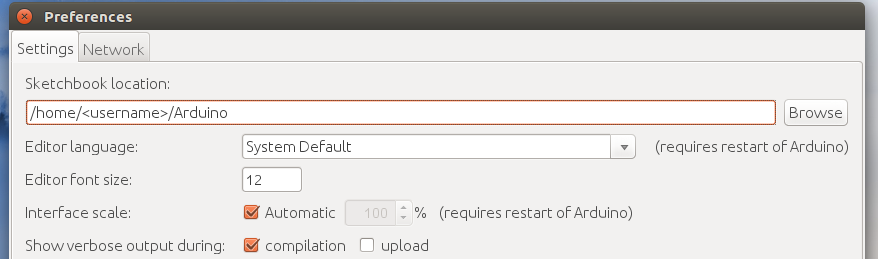 Preferences
Settings Network
Sketchbook location:
/home/<username>/Arduino Browse
Editor language: System Default (requires restart of Arduino)
Editor font size: 12
Interface scale: Automatic 100 % (requires restart of Arduino)
Show verbose output during: compilation upload